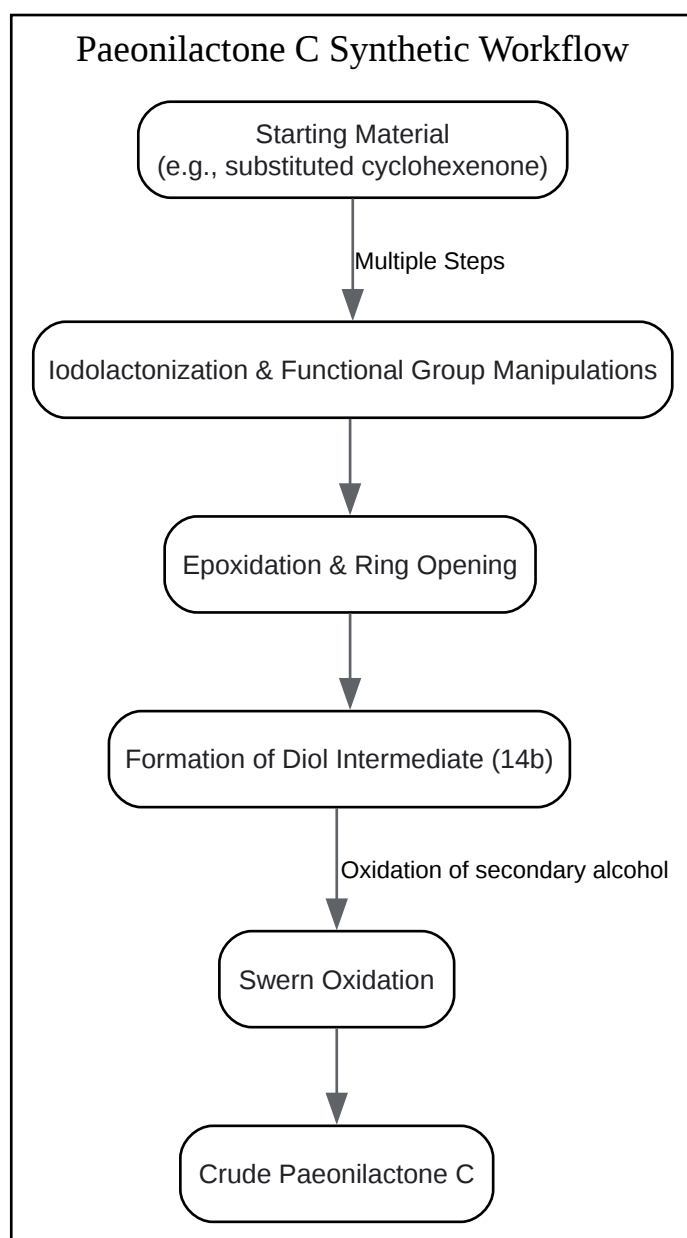 Paeonilactone C Synthetic Workflow
Starting Material
(e.g., substituted cyclohexenone)
Multiple Steps
Iodolactonization & Functional Group Manipulations
Epoxidation & Ring Opening
Formation of Diol Intermediate (14b)
Oxidation of secondary alcohol
Swern Oxidation
Crude Paeonilactone C